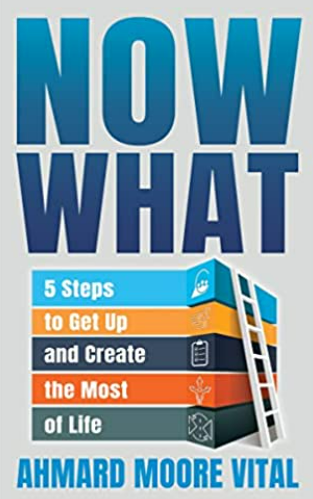 NOW
WHAT
5 Steps
to Get Up
and Create
the Most
of Life
AHMARD MOORE VITAL